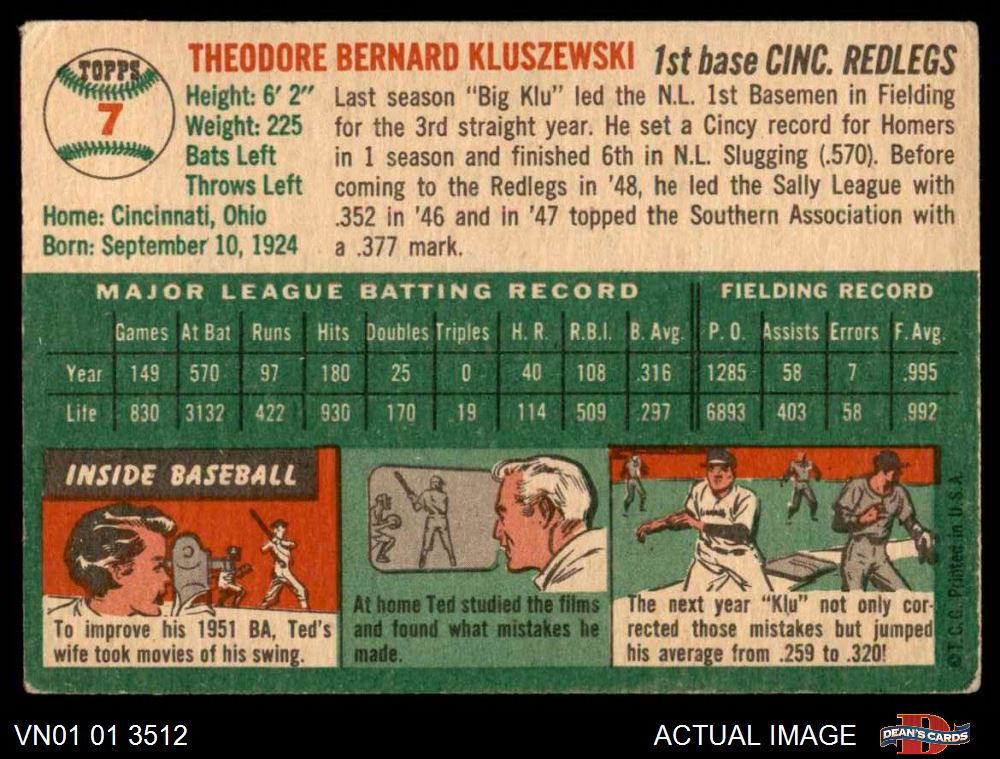 TOPPS
7
THEODORE BERNARD KLUSZEWSKI 1st base CINC. REDLEGS
Height: 6' 2"
Weight: 225
Bats Left
Throws Left
Home: Cincinnati, Ohio
Born: September 10, 1924
Last season "Big Klu" led the N.L. 1st Basemen in Fielding
for the 3rd straight year. He set a Cincy record for Homers
in 1 season and finished 6th in N.L. Slugging (.570). Before
coming to the Redlegs in '48, he led the Sally League with
.352 in '46 and in '47 topped the Southern Association with
a .377 mark.
MAJOR LEAGUE BATTING RECORD FIELDING RECORD
Games At Bat Runs Hits Doubles Triples H. R. R.B.I. B. Avg. P. O. Assists Errors F. Avg.
Year 149 570 97 180 25 0 40 108 .316 1285 58 7 .995
Life 830 3132 422 930 170 19 114 509 .297 6893 403 58 .992
INSIDE BASEBALL
To improve his 1951 BA, Ted's
wife took movies of his swing.
At home Ted studied the films
and found what mistakes he
made.
The next year "Klu" not only cor-
rected those mistakes but jumped
his average from .259 to .320!
©T.C.G. Printed in U.S.A.
VN01 01 3512
ACTUAL IMAGE
D
DEAN'S CARDS